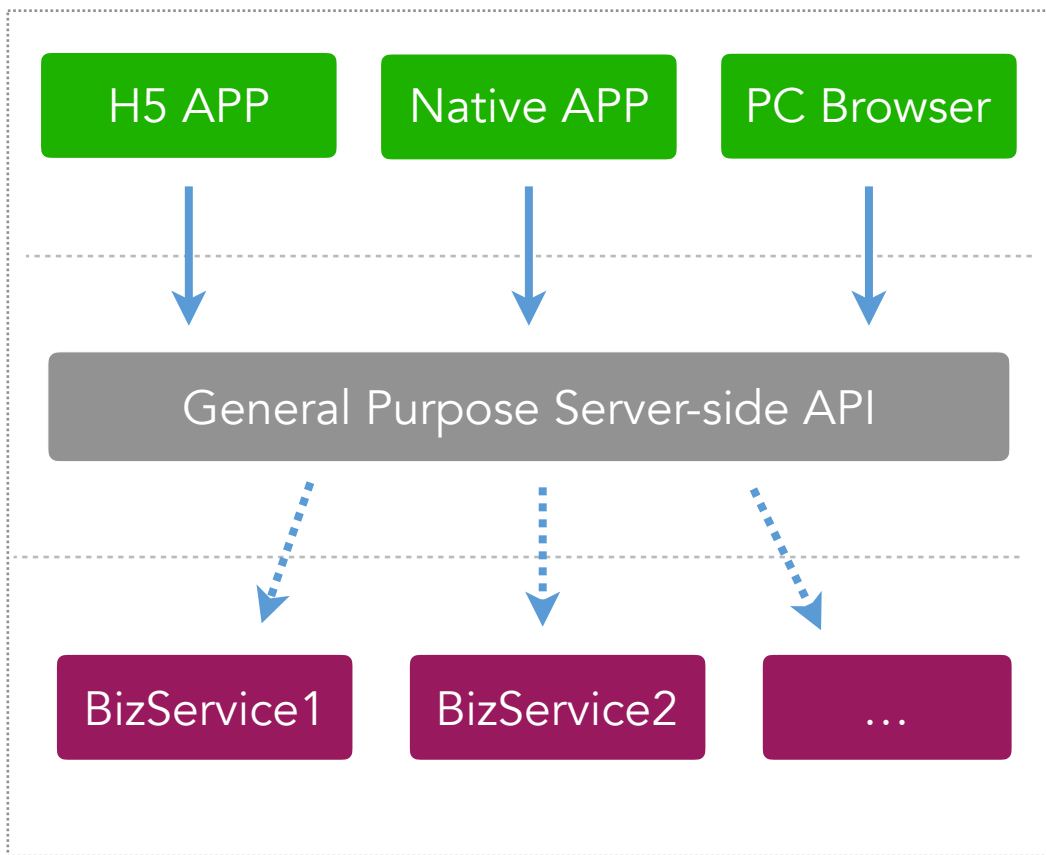 H5 APP
Native APP
PC Browser
General Purpose Server-side API
BizService1
BizService2
…